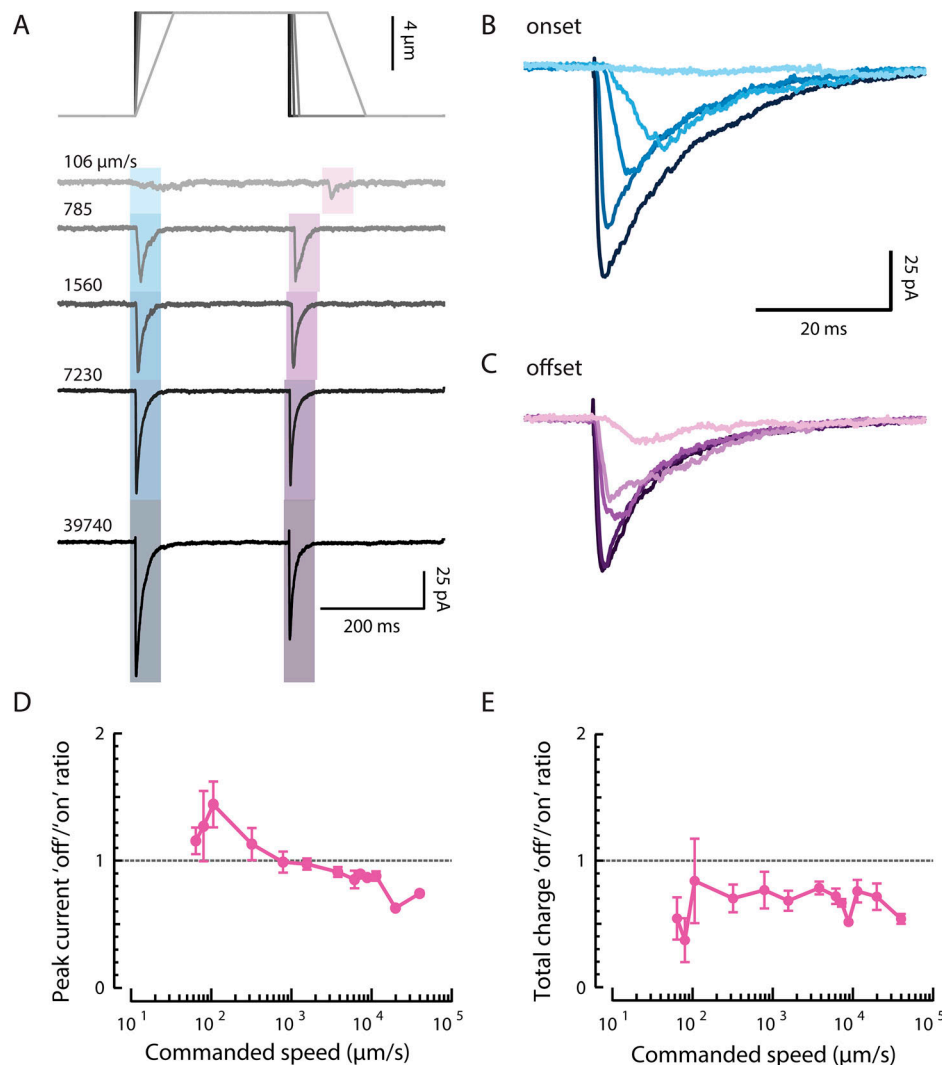 A
4 µm
106 µm/s
785
1560
7230
39740
25 pA
200 ms
B onset
25 pA
20 ms
C offset
D
Peak current ‘off’/‘on’ ratio
2
1
0
10¹ 10² 10³ 10⁴ 10⁵
Commanded speed (µm/s)
E
Total charge ‘off’/‘on’ ratio
2
1
0
10¹ 10² 10³ 10⁴ 10⁵
Commanded speed (µm/s)